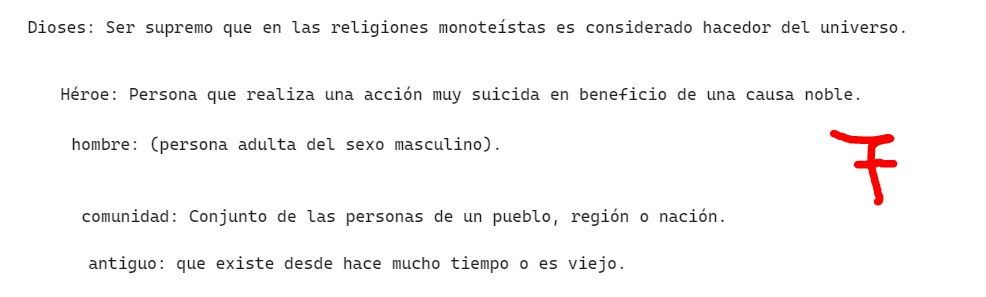 Dioses: Ser supremo que en las religiones monoteístas es considerado hacedor del universo.
Héroe: Persona que realiza una acción muy suicida en beneficio de una causa noble.
hombre: (persona adulta del sexo masculino).
7
comunidad: Conjunto de las personas de un pueblo, región o nación.
antiguo: que existe desde hace mucho tiempo o es viejo.